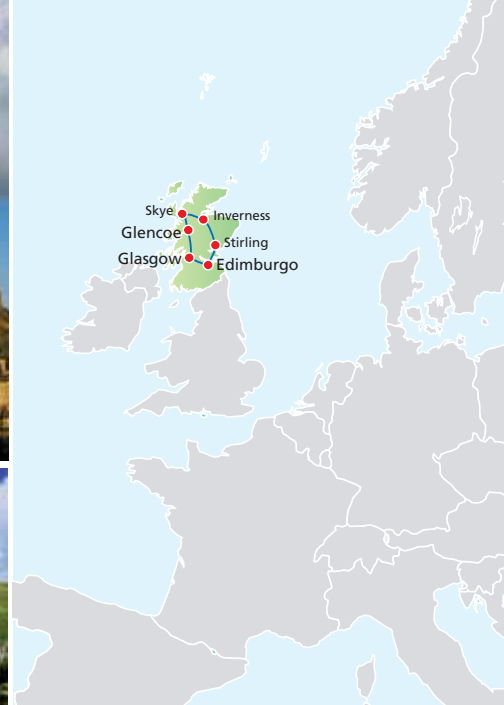 Skye
Inverness
Glencoe
Stirling
Glasgow
Edimburgo